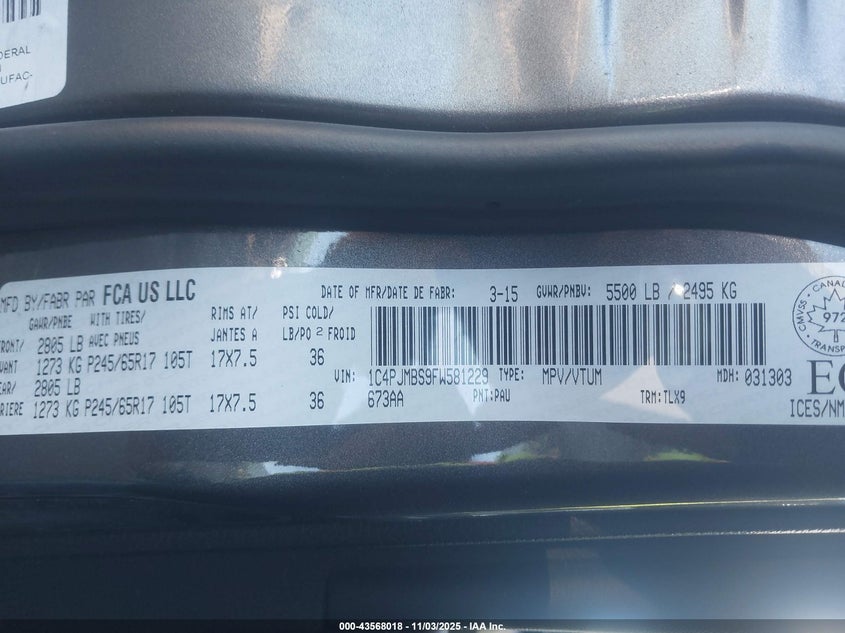 DERAL
UFAC-
MFD BY/FABR PAR FCA US LLC
DATE OF MFR/DATE DE FABR: 3-15 GVWR/PNBV: 5500 LB / 2495 KG
GAWR/PNBE WITH TIRES/ RIMS AT/ PSI COLD/
RONT/ 2805 LB AVEC PNEUS JANTES A LB/PO 2 FROID
VANT 1273 KG P245/65R17 105T 17X7.5 36
EAR/ 2805 LB
RIERE 1273 KG P245/65R17 105T 17X7.5 36
VIN: 1C4PJMBS9FW581229 TYPE: MPV/VTUM MDH: 031303
673AA PNT:PAU TRM:TLX9
CMVSS CANADA
972
TRANSP
EC
ICES/NM
000-43568018 - 11/03/2025 - IAA Inc.